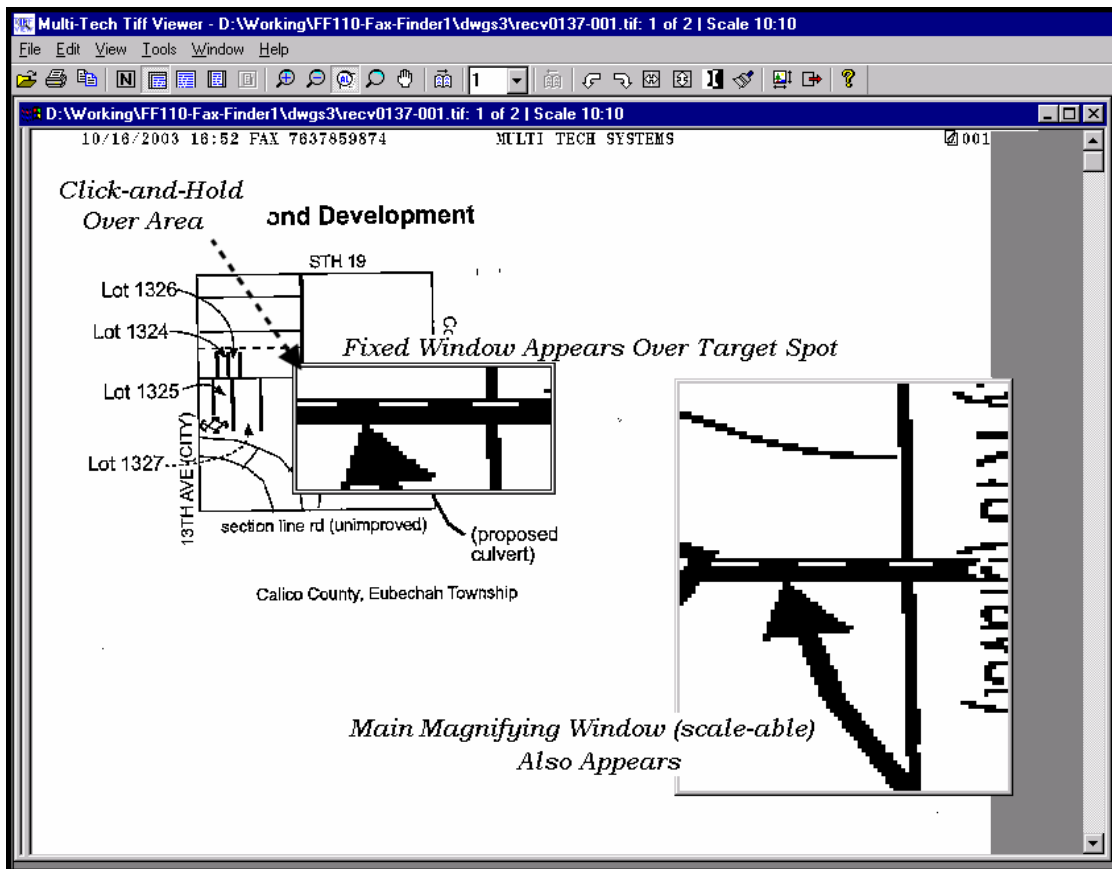 Multi-Tech Tiff Viewer - D:\Working\FF110-Fax-Finder1\dwgs3\recv0137-001.tif: 1 of 2 | Scale 10:10
File Edit View Tools Window Help
N 1
D:\Working\FF110-Fax-Finder1\dwgs3\recv0137-001.tif: 1 of 2 | Scale 10:10
10/16/2003 16:52 FAX 7637859874 MULTI TECH SYSTEMS 001
Click-and-Hold
Over Area
and Development
STH 19
Lot 1326
Lot 1324
Co
Fixed Window Appears Over Target Spot
Lot 1325
13TH AVE (CITY)
Lot 1327
section line rd (unimproved)
(proposed
culvert)
Calico County, Eubechah Township
Main Magnifying Window (scale-able)
Also Appears